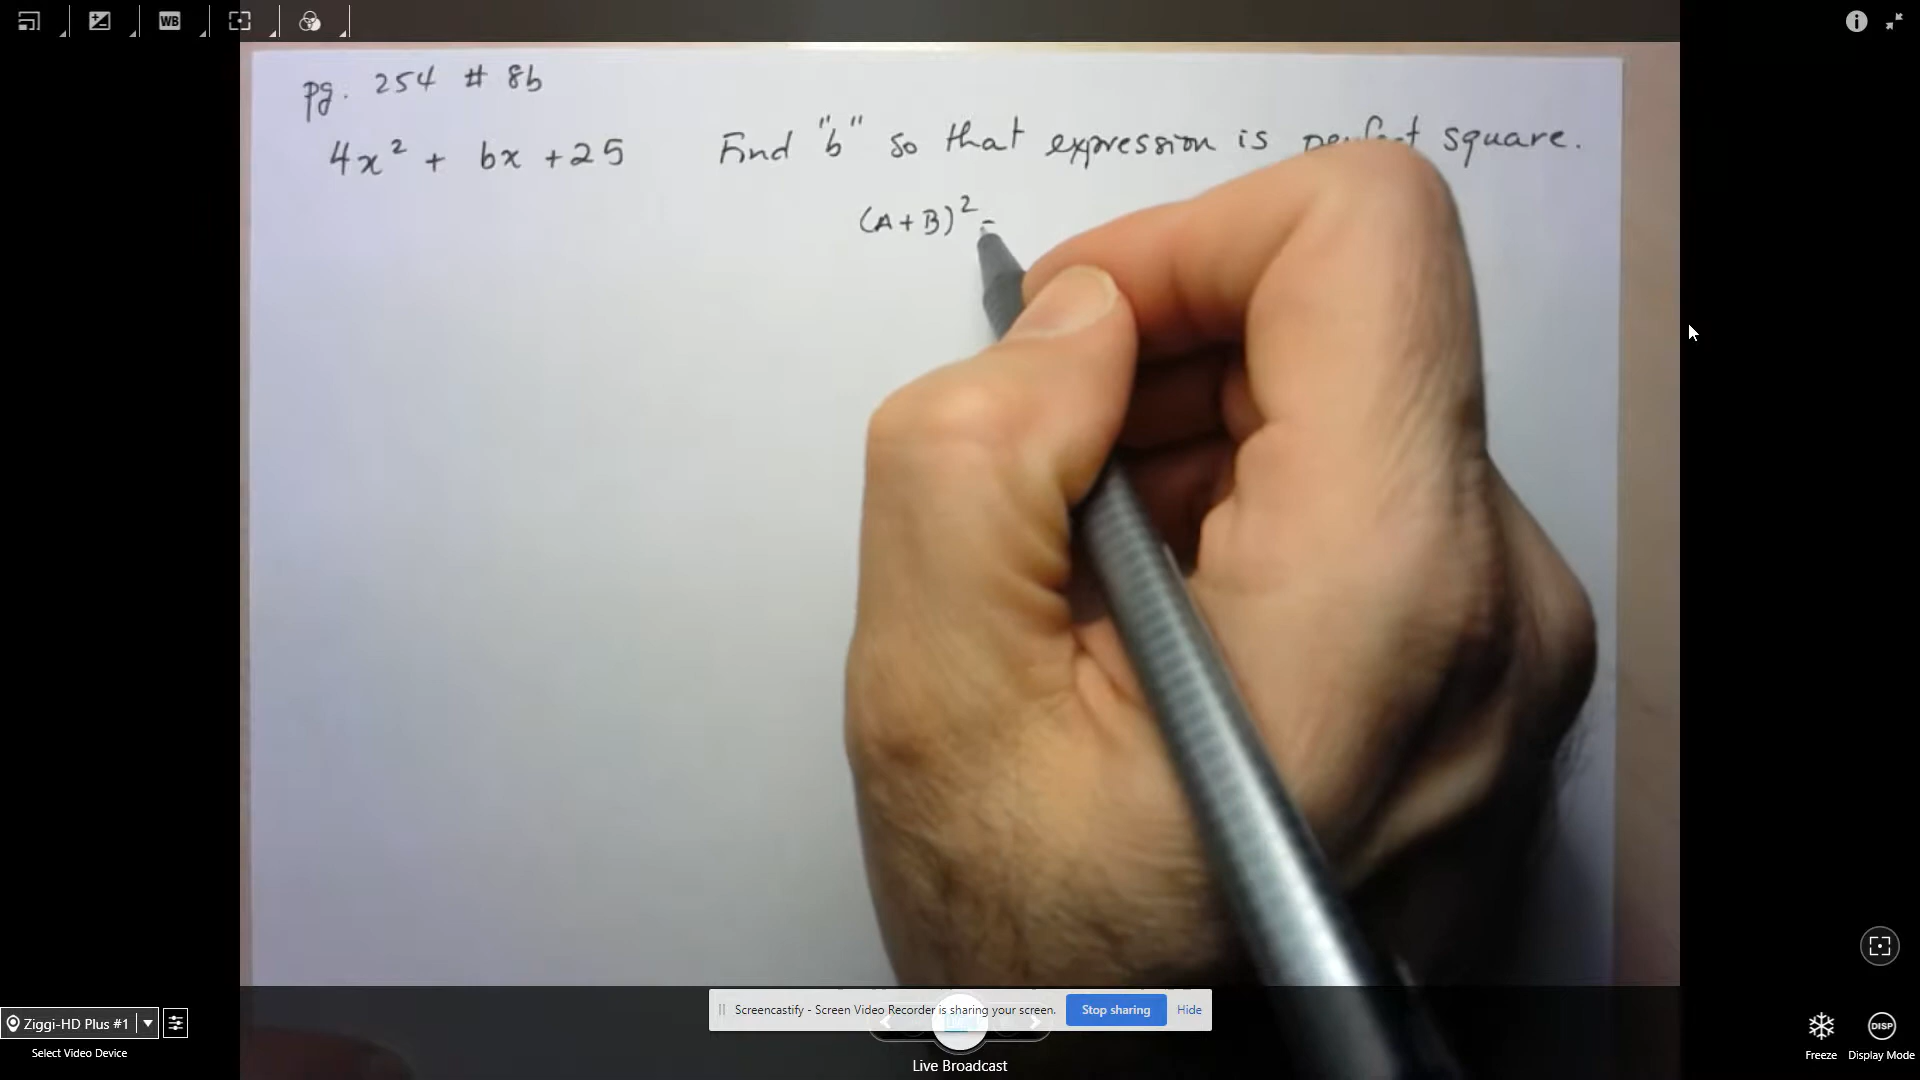 WB
pg. 254 # 8b
4x² + bx + 25
Find "b" so that expression is perfect square.
(A + B)² =
Screencastify - Screen Video Recorder is sharing your screen.
Stop sharing
Hide
Ziggi-HD Plus #1
Select Video Device
Live Broadcast
Freeze
DISP
Display Mode